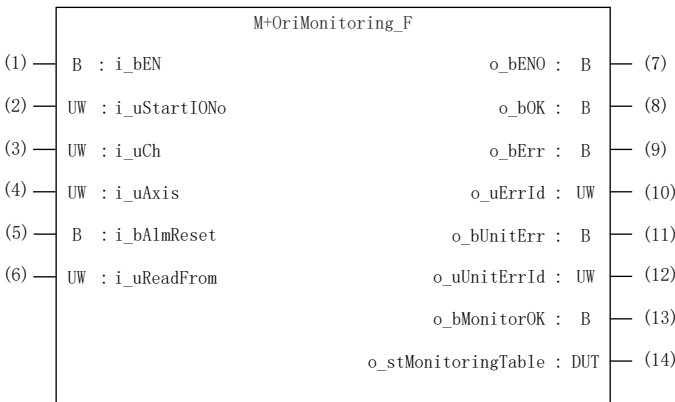 M+OriMonitoring_F
(1) B : i_bEN o_bENO : B (7)
(2) UW : i_uStartIONo o_bOK : B (8)
(3) UW : i_uCh o_bErr : B (9)
(4) UW : i_uAxis o_uErrId : UW (10)
(5) B : i_bAlmReset o_bUnitErr : B (11)
(6) UW : i_uReadFrom o_uUnitErrId : UW (12)
o_bMonitorOK : B (13)
o_stMonitoringTable : DUT (14)